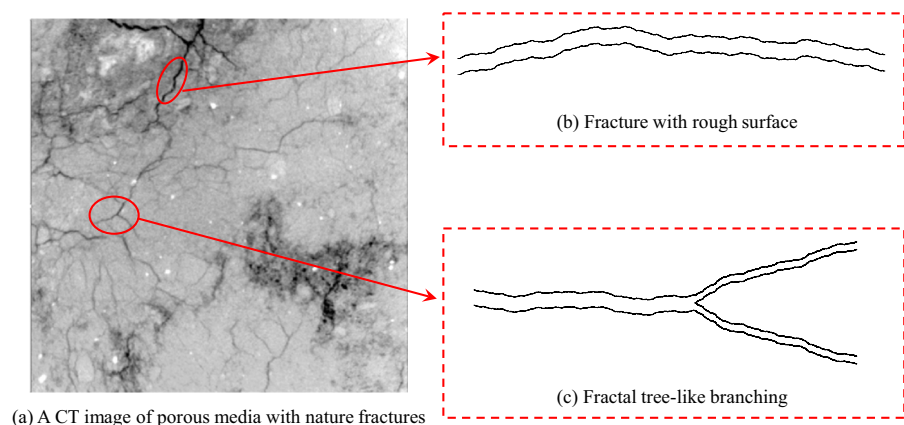 (b) Fracture with rough surface
(c) Fractal tree-like branching
(a) A CT image of porous media with nature fractures